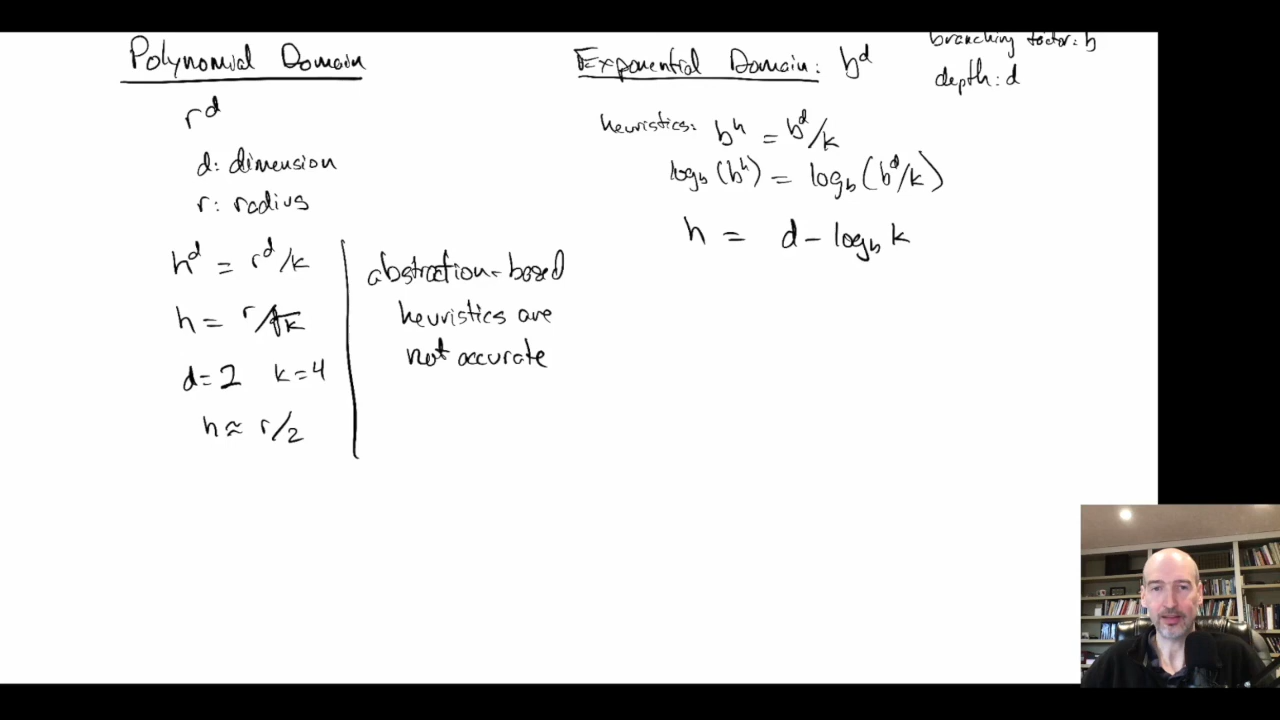 Polynomial Domain
r^d
d: dimension
r: radius
h^d = r^d/k
h = r/√k
d=2 k=4
h ≈ r/2
abstraction-based
heuristics are
not accurate
Exponential Domain: b^d
branching factor: b
depth: d
heuristics: b^h = b^d/k
log_b(b^h) = log_b(b^d/k)
h = d - log_b k